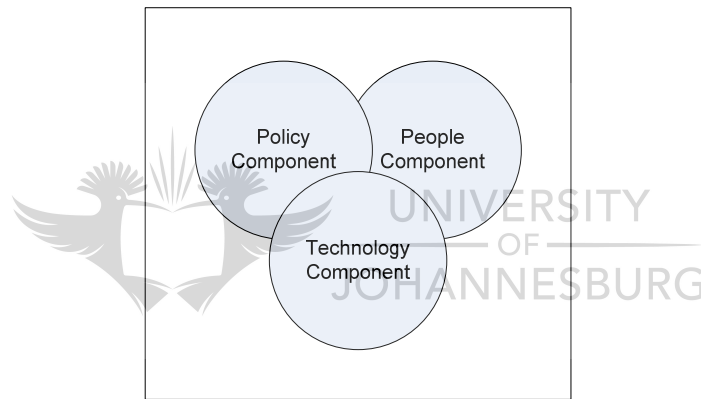 Policy
Component
People
Component
Technology
Component
UNIVERSITY
OF
JOHANNESBURG